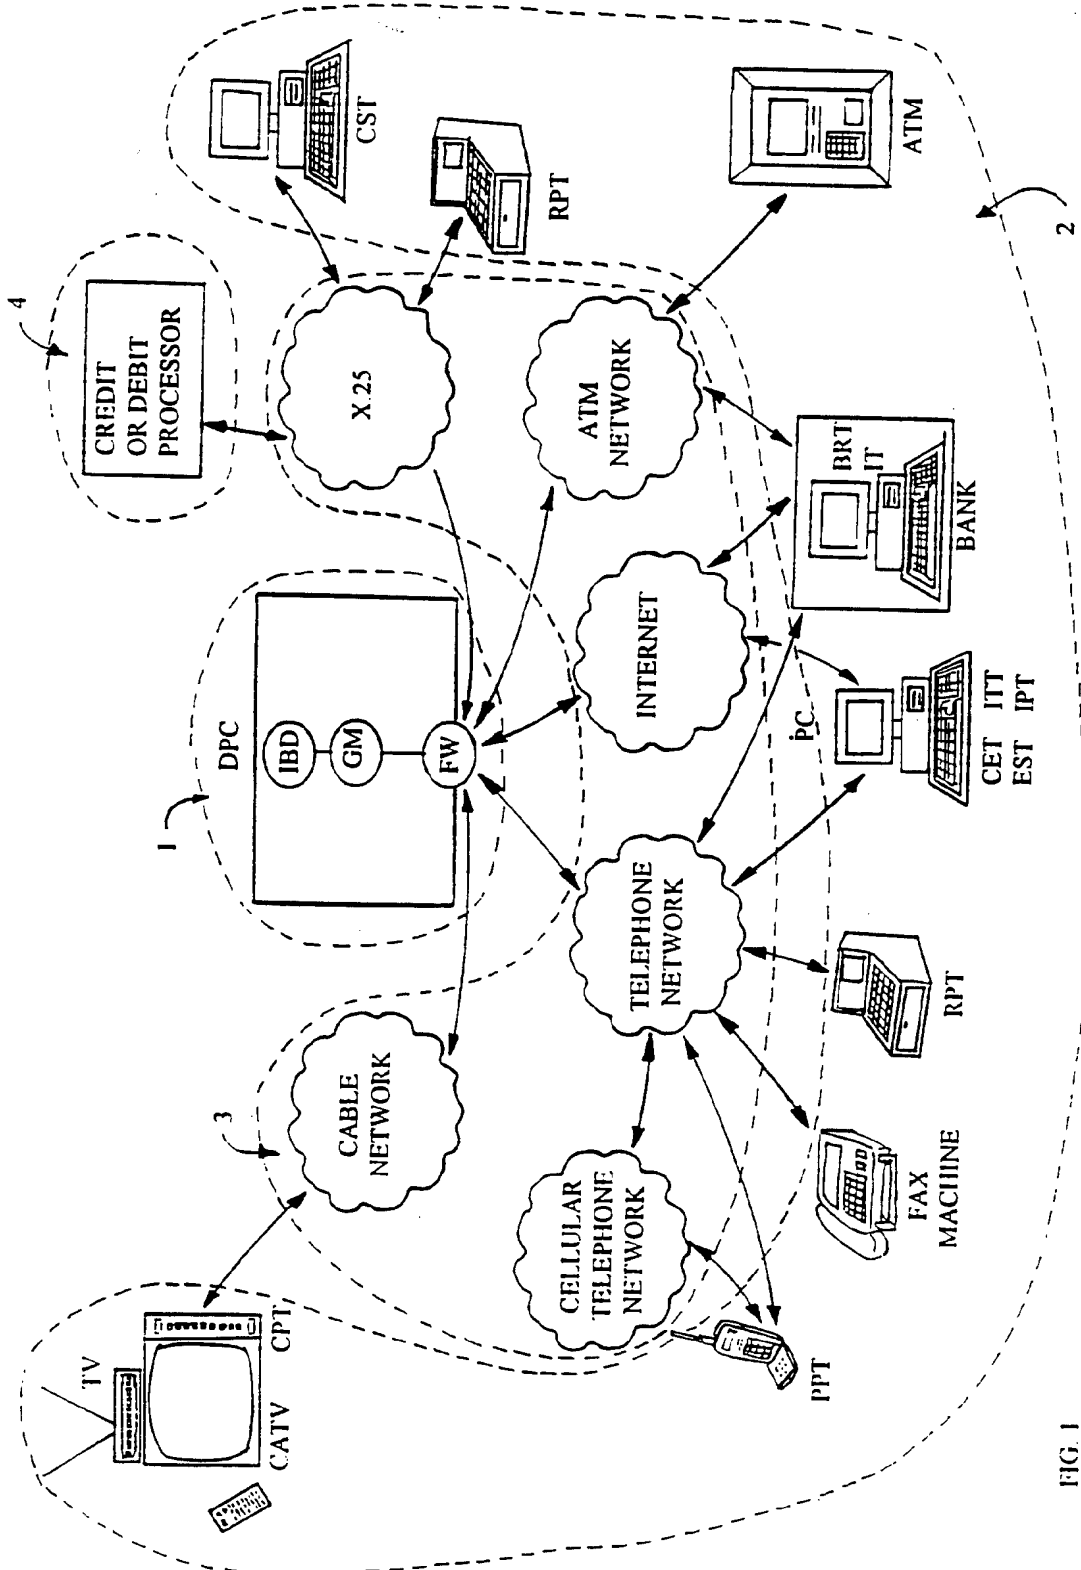 4
CREDIT
OR DEBIT
PROCESSOR
CST
RPT
X.25
1
DPC
IBD
GM
FW
3
CABLE
NETWORK
TV
CATV
CPT
ATM
NETWORK
ATM
2
INTERNET
TELEPHONE
NETWORK
CELLULAR
TELEPHONE
NETWORK
BRT
IT
BANK
PC
CET
ITT
EST
IPT
RPT
FAX
MACHINE
PPT
FIG. 1